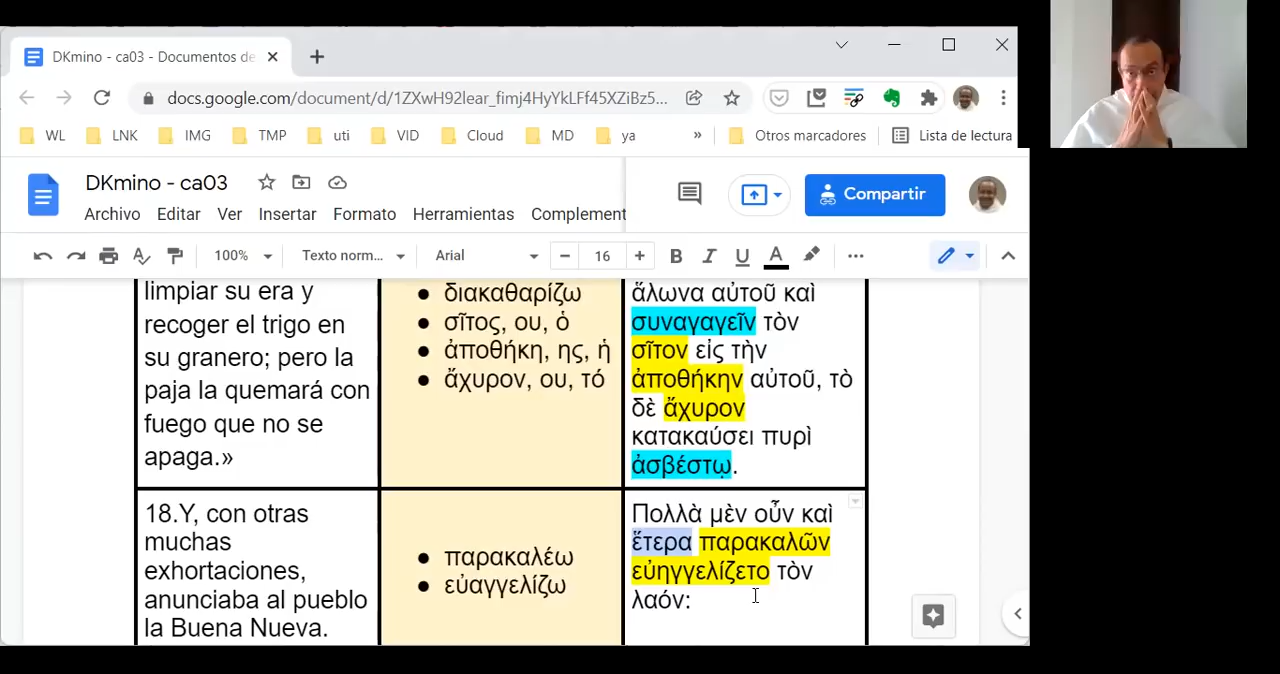 DKmino - ca03 - Documentos de
docs.google.com/document/d/1ZXwH92lear_fimj4HyYkLFf45XZiBz5...
WL LNK IMG TMP uti VID Cloud MD ya » Otros marcadores Lista de lectura
DKmino - ca03
Compartir
Archivo Editar Ver Insertar Formato Herramientas Complement
100% Texto norm... Arial 16 B I U A
limpiar su era y
recoger el trigo en
su granero; pero la
paja la quemará con
fuego que no se
apaga.»
● διακαθαρίζω
● σῖτος, ου, ὁ
● ἀποθήκη, ης, ἡ
● ἄχυρον, ου, τό
ἅλωνα αὐτοῦ καὶ
συναγαγεῖν τὸν
σῖτον εἰς τὴν
ἀποθήκην αὐτοῦ, τὸ
δὲ ἄχυρον
κατακαύσει πυρὶ
ἀσβέστῳ.
18.Y, con otras
muchas
exhortaciones,
anunciaba al pueblo
la Buena Nueva.
● παρακαλέω
● εὐαγγελίζω
Πολλὰ μὲν οὖν καὶ
ἕτερα παρακαλῶν
εὐηγγελίζετο τὸν
λαόν: